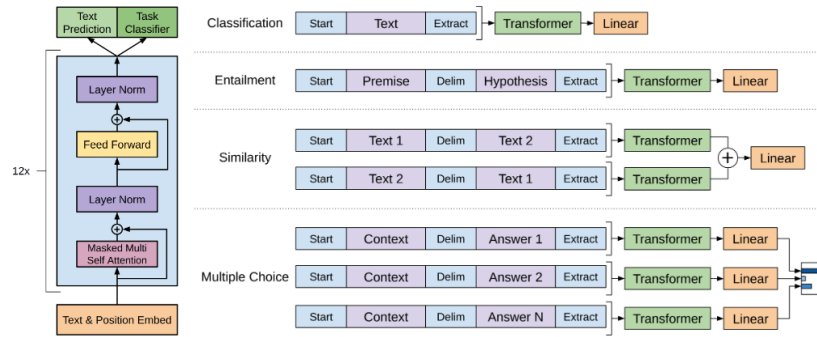 Text Prediction
Task Classifier
Layer Norm
Feed Forward
12x
Layer Norm
Masked Multi
Self Attention
Text & Position Embed
Classification Start Text Extract Transformer Linear
Entailment Start Premise Delim Hypothesis Extract Transformer Linear
Similarity
Start Text 1 Delim Text 2 Extract Transformer
+ Linear
Start Text 2 Delim Text 1 Extract Transformer
Multiple Choice
Start Context Delim Answer 1 Extract Transformer Linear
Start Context Delim Answer 2 Extract Transformer Linear
Start Context Delim Answer N Extract Transformer Linear